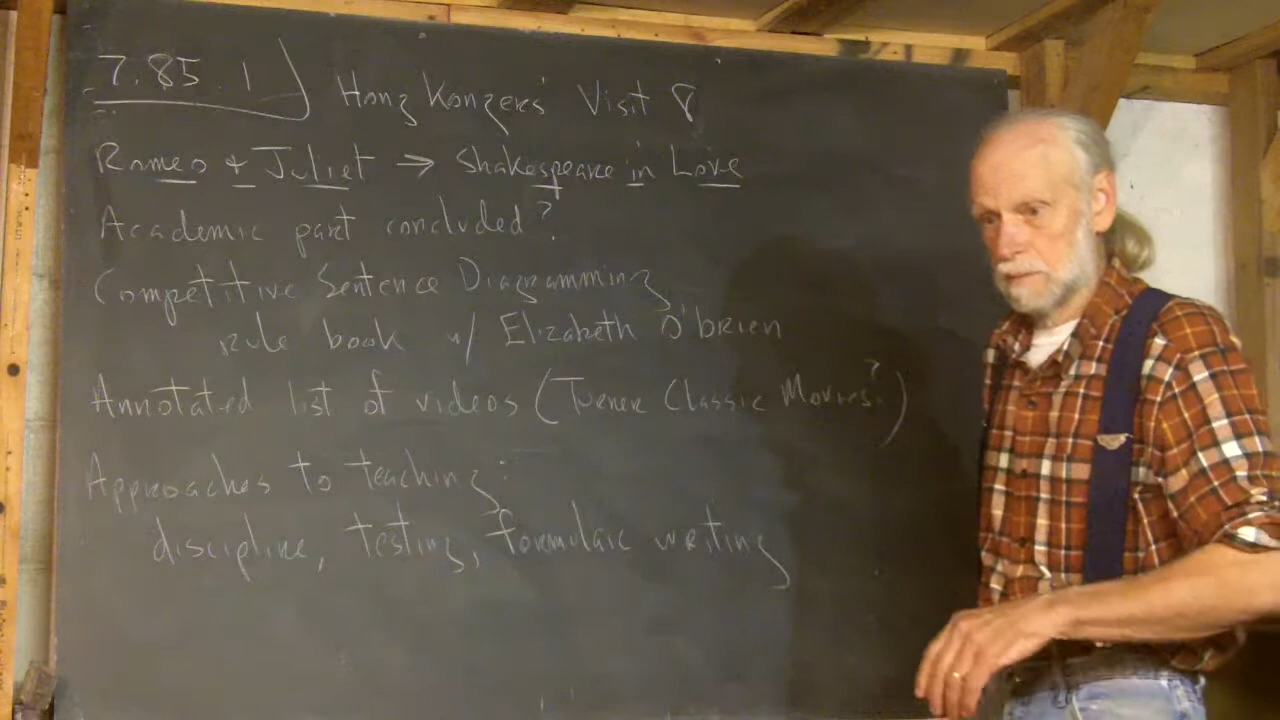 7.85.1) Hong Kongers' Visit 8
Romeo + Juliet → Shakespeare in Love
Academic part concluded?
Competitive Sentence Diagramming
rule book w/ Elizabeth O'brien
Annotated list of videos (Turner Classic Movies?)
Approaches to teaching:
discipline, testing, formulaic writing